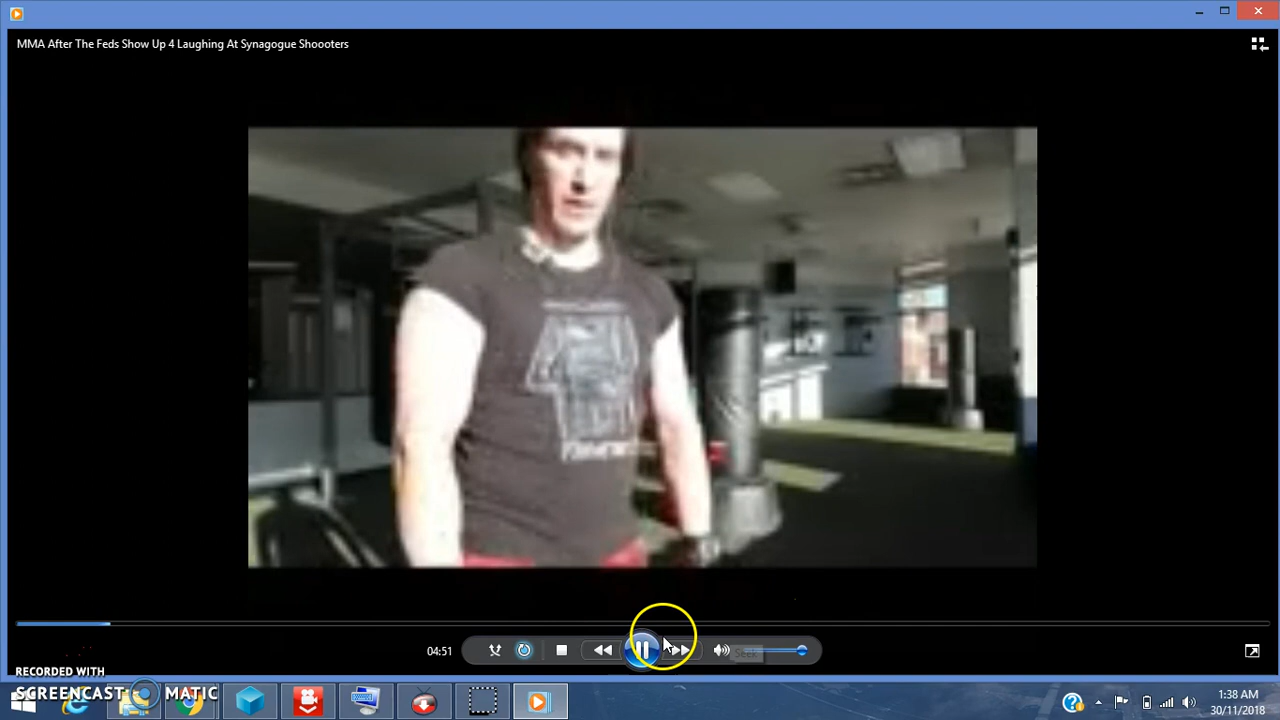 MMA After The Feds Show Up 4 Laughing At Synagogue Shoooters
04:51
Seek
RECORDED WITH
SCREENCAST MATIC
1:38 AM
30/11/2018